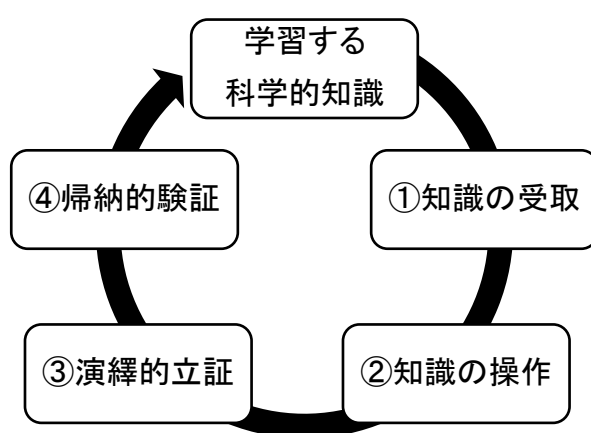 学習する
科学的知識
①知識の受取
②知識の操作
③演繹的立証
④帰納的験証